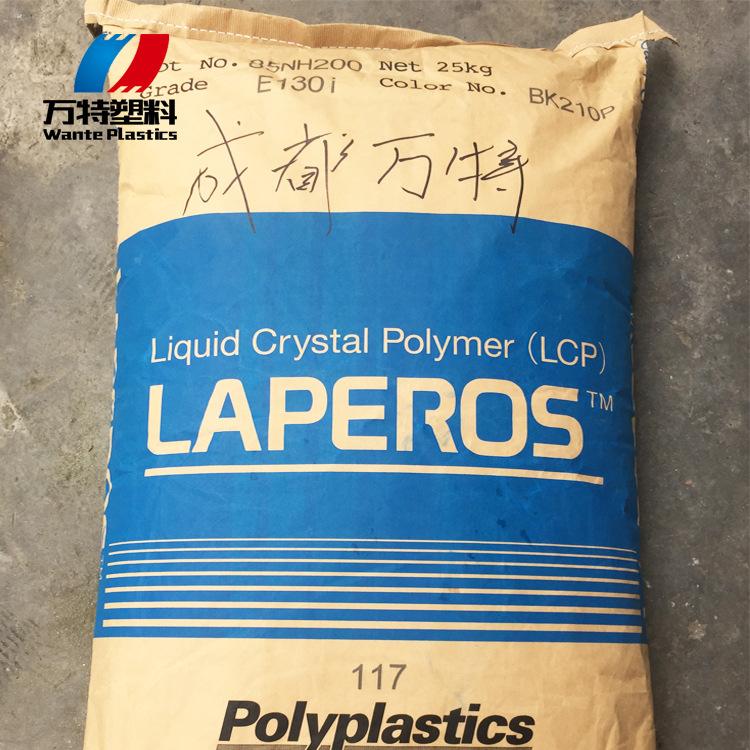 Lot No. 85NH200 Net 25kg
Grade E130i Color No. BK210P
万特塑料
Wante Plastics
成都万特
Liquid Crystal Polymer (LCP)
LAPEROS™
117
Polyplastics